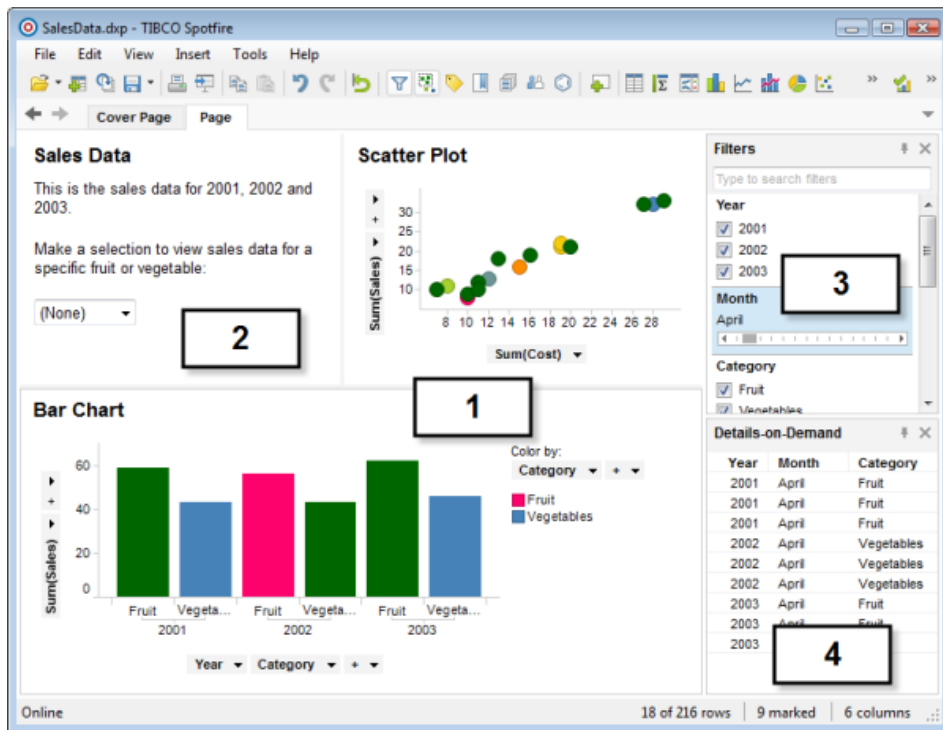 SalesData.dxp - TIBCO Spotfire
File Edit View Insert Tools Help
Cover Page Page
Sales Data
This is the sales data for 2001, 2002 and
2003.
Make a selection to view sales data for a
specific fruit or vegetable:
(None)
2
Scatter Plot
Sum(Sales)
30
25
20
15
10
8 10 12 14 16 18 20 22 24 26 28
Sum(Cost)
1
Bar Chart
Sum(Sales)
60
40
20
0
Fruit Vegeta... Fruit Vegeta... Fruit Vegeta...
2001 2002 2003
Year Category +
Color by:
Category +
Fruit
Vegetables
Filters
Type to search filters
Year
2001
2002
2003
3
Month
April
Category
Fruit
Vegetables
Details-on-Demand
Year Month Category
2001 April Fruit
2001 April Fruit
2001 April Fruit
2002 April Vegetables
2002 April Vegetables
2002 April Vegetables
2003 April Fruit
2003 April Fruit
2003
4
Online
18 of 216 rows 9 marked 6 columns